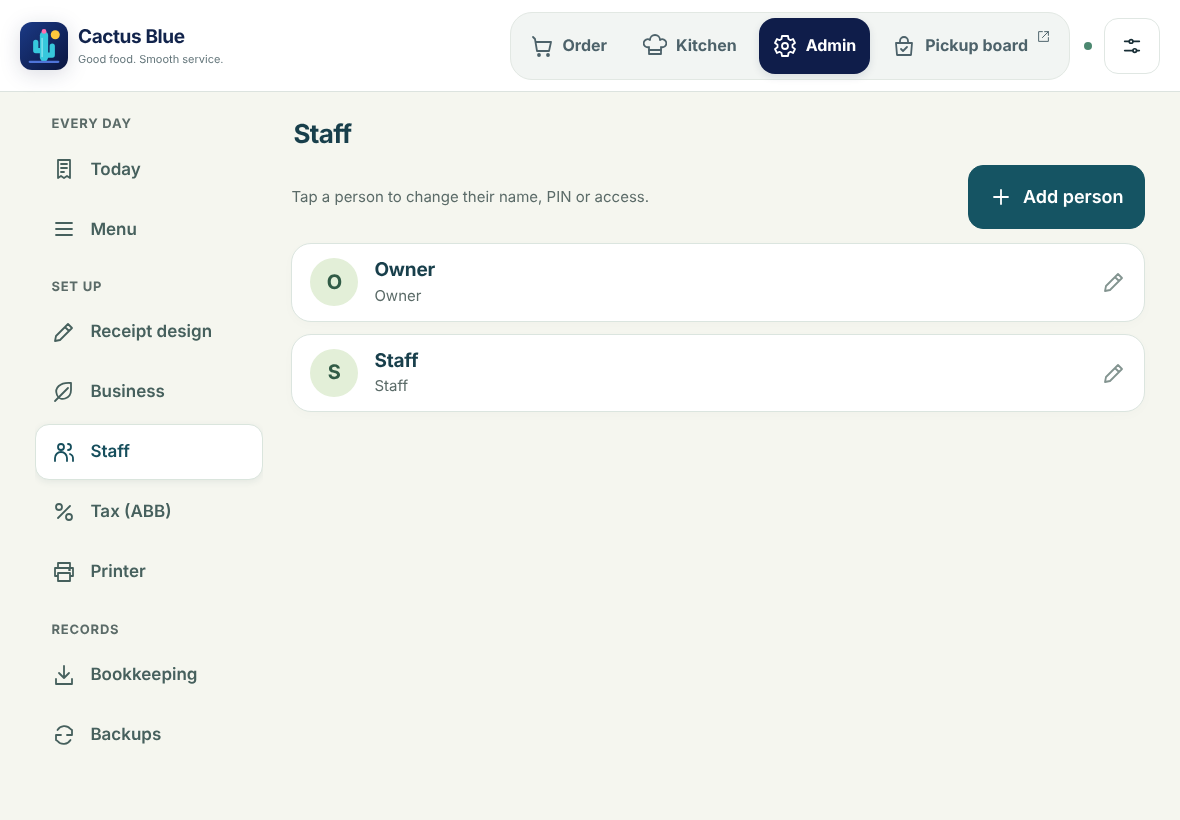 Cactus Blue
Good food. Smooth service.
Order
Kitchen
Admin
Pickup board
EVERY DAY
Today
Menu
SET UP
Receipt design
Business
Staff
Tax (ABB)
Printer
RECORDS
Bookkeeping
Backups
Staff
Tap a person to change their name, PIN or access.
Add person
O
Owner
Owner
S
Staff
Staff